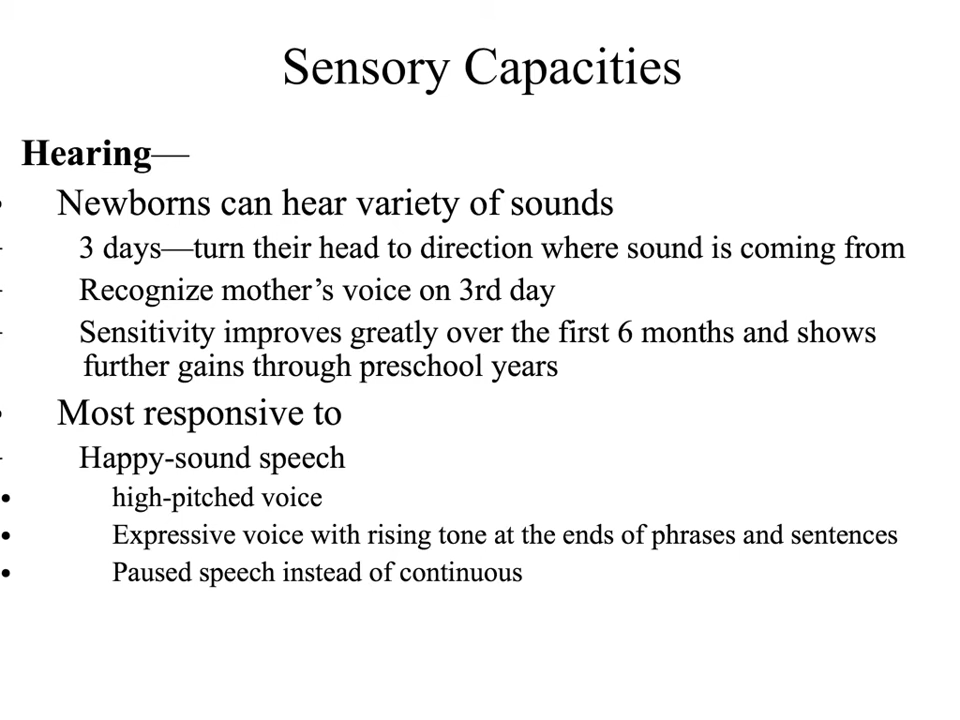 Sensory Capacities
Hearing—
• Newborns can hear variety of sounds
– 3 days—turn their head to direction where sound is coming from
– Recognize mother’s voice on 3rd day
– Sensitivity improves greatly over the first 6 months and shows
further gains through preschool years
• Most responsive to
– Happy-sound speech
• high-pitched voice
• Expressive voice with rising tone at the ends of phrases and sentences
• Paused speech instead of continuous